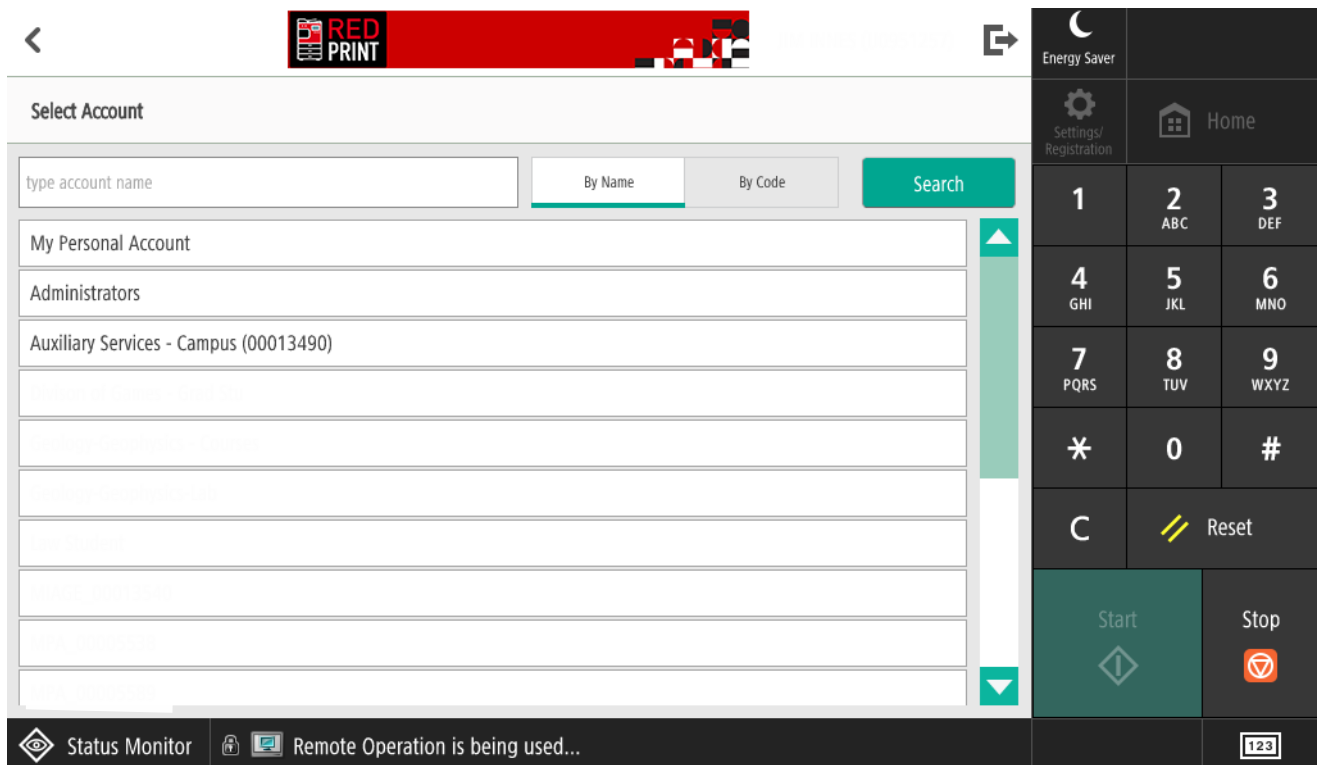 RED
PRINT
Energy Saver
Select Account
Settings/
Registration
Home
type account name
By Name
By Code
Search
My Personal Account
Administrators
Auxiliary Services - Campus (00013490)
1
2
ABC
3
DEF
4
GHI
5
JKL
6
MNO
7
PQRS
8
TUV
9
WXYZ
0
#
C
Reset
Start
Stop
Status Monitor
Remote Operation is being used...
123